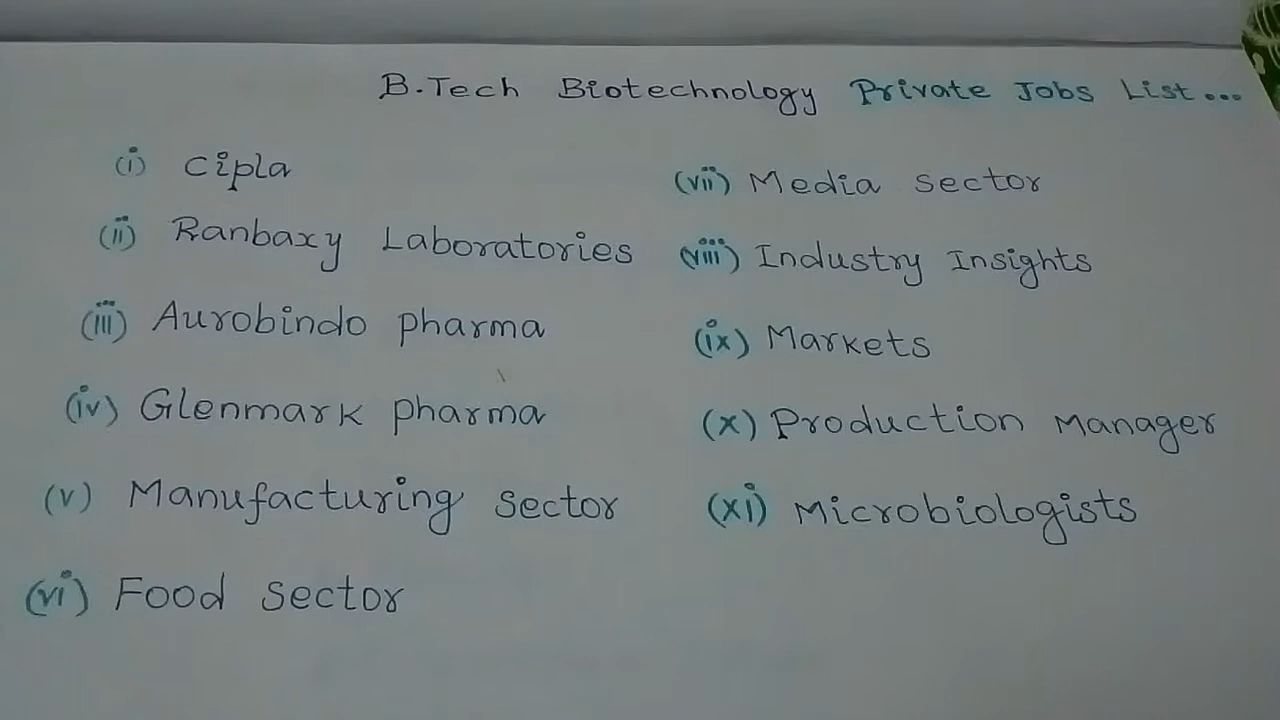 B.Tech Biotechnology Private Jobs List...
(i) Cipla
(ii) Ranbaxy Laboratories
(iii) Aurobindo pharma
(iv) Glenmark pharma
(v) Manufacturing Sector
(vi) Food Sector
(vii) Media Sector
(viii) Industry Insights
(ix) Markets
(x) Production Manager
(xi) Microbiologists